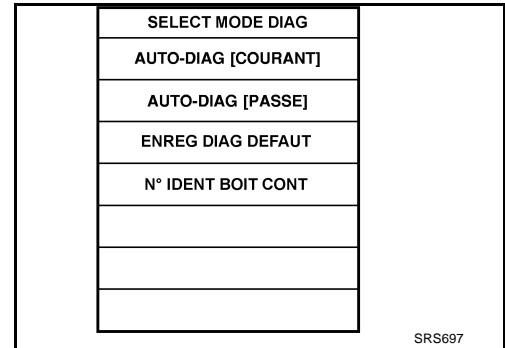 SELECT MODE DIAG
AUTO-DIAG [COURANT]
AUTO-DIAG [PASSE]
ENREG DIAG DEFAUT
N° IDENT BOIT CONT
SRS697